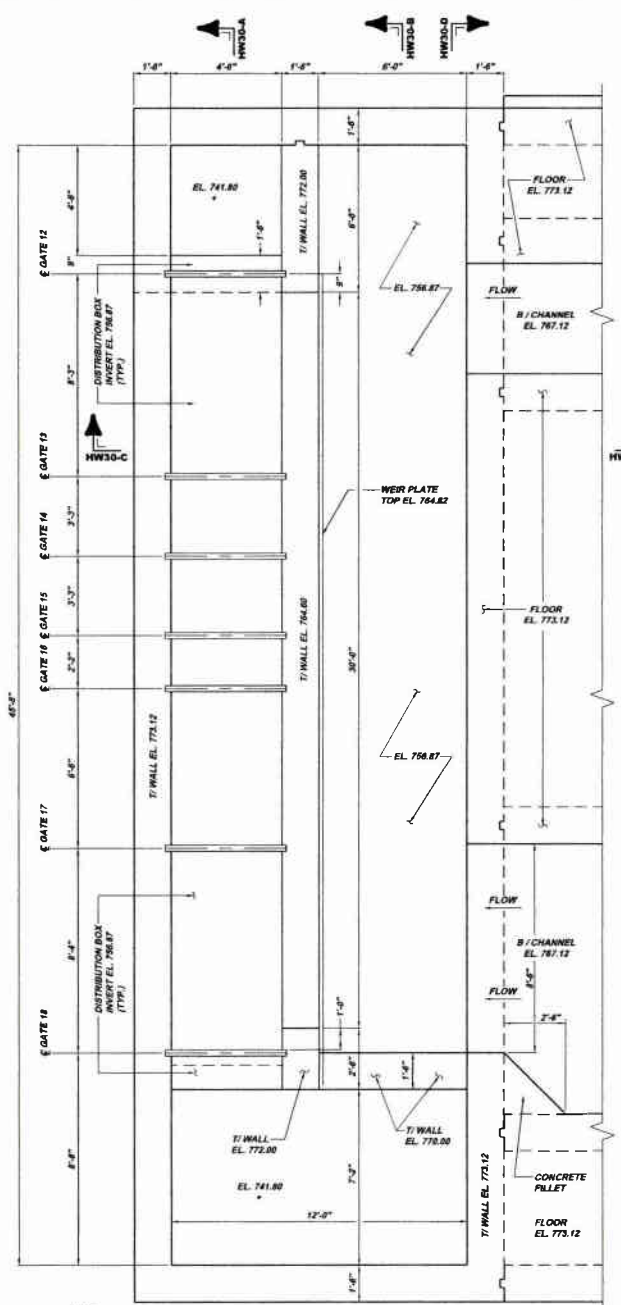 HW30-A
HW30-B
HW30-D
1'-6"
4'-6"
1'-6"
6'-0"
1'-6"
1'-6"
EL. 741.80
T/ WALL EL. 772.00
FLOOR
EL. 773.12
℄ GATE 12
9"
1'-6"
9"
EL. 756.87
FLOW
B / CHANNEL
EL. 767.12
DISTRIBUTION BOX
INVERT EL. 756.87
(TYP.)
8'-3"
HW30-C
℄ GATE 13
HW
WEIR PLATE
TOP EL. 764.82
3'-3"
℄ GATE 14
3'-3"
℄ GATE 15
T/ WALL EL. 764.60
FLOOR
EL. 773.12
2'-2"
℄ GATE 16
30'-0"
T/ WALL EL. 773.12
45'-8"
EL. 756.87
6'-6"
℄ GATE 17
FLOW
DISTRIBUTION BOX
INVERT EL. 756.87
(TYP.)
8'-4"
B / CHANNEL
EL. 767.12
8'-6"
FLOW
2'-6"
1'-0"
℄ GATE 18
2'-6"
1'-6"
T/ WALL
EL. 772.00
T/ WALL
EL. 770.00
8'-8"
7'-2"
EL. 741.80
12'-0"
T/ WALL EL. 773.12
CONCRETE
FILLET
FLOOR
EL. 773.12
1'-6"